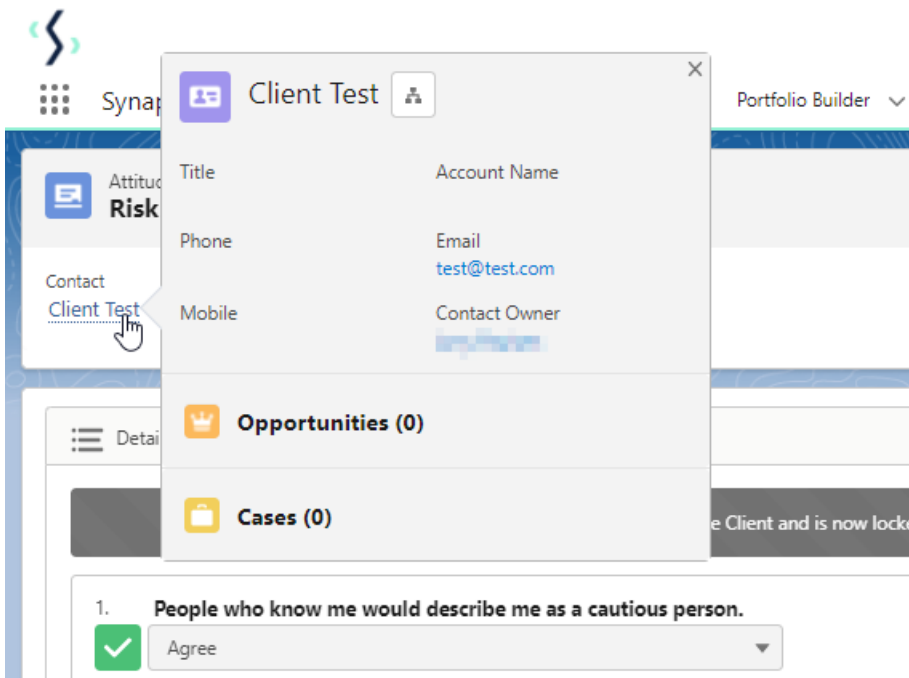 Client Test
Synap
Portfolio Builder
Title
Account Name
Attitud
Risk
Phone
Email
test@test.com
Contact
Client Test
Mobile
Contact Owner
Opportunities (0)
Detai
Cases (0)
e Client and is now locke
1. People who know me would describe me as a cautious person.
Agree